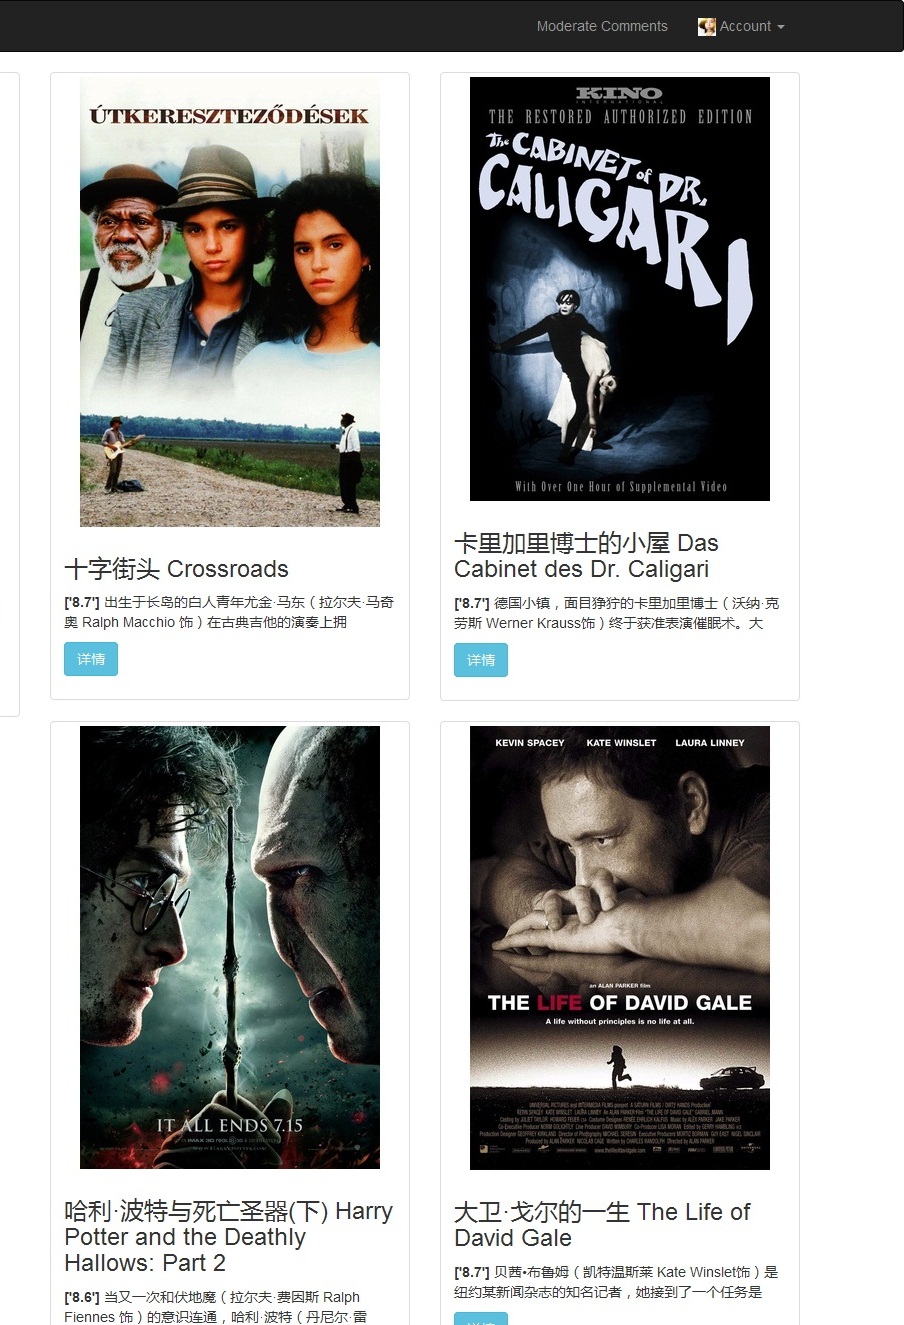 Moderate Comments
Account
ÚTKERESZTEZŐDÉSEK
十字街头 Crossroads
['8.7'] 出生于长岛的白人青年尤金·马东（拉尔夫·马奇
奥 Ralph Macchio 饰）在古典吉他的演奏上拥
详情
KINO
INTERNATIONAL
THE RESTORED AUTHORIZED EDITION
The CABINET of DR.
CALIGARI
With Over One Hour of Supplemental Video
卡里加里博士的小屋 Das
Cabinet des Dr. Caligari
['8.7'] 德国小镇，面目狰狞的卡里加里博士（沃纳·克
劳斯 Werner Krauss饰）终于获准表演催眠术。大
详情
IT ALL ENDS 7.15
哈利·波特与死亡圣器(下) Harry
Potter and the Deathly
Hallows: Part 2
['8.6'] 当又一次和伏地魔（拉尔夫·费因斯 Ralph
Fiennes 饰）的意识连通，哈利·波特（丹尼尔·雷
KEVIN SPACEY KATE WINSLET LAURA LINNEY
an ALAN PARKER film
THE LIFE OF DAVID GALE
A life without principles is no life at all.
大卫·戈尔的一生 The Life of
David Gale
['8.7'] 贝茜•布鲁姆（凯特温斯莱 Kate Winslet饰）是
纽约某新闻杂志的知名记者，她接到了一个任务是
详情